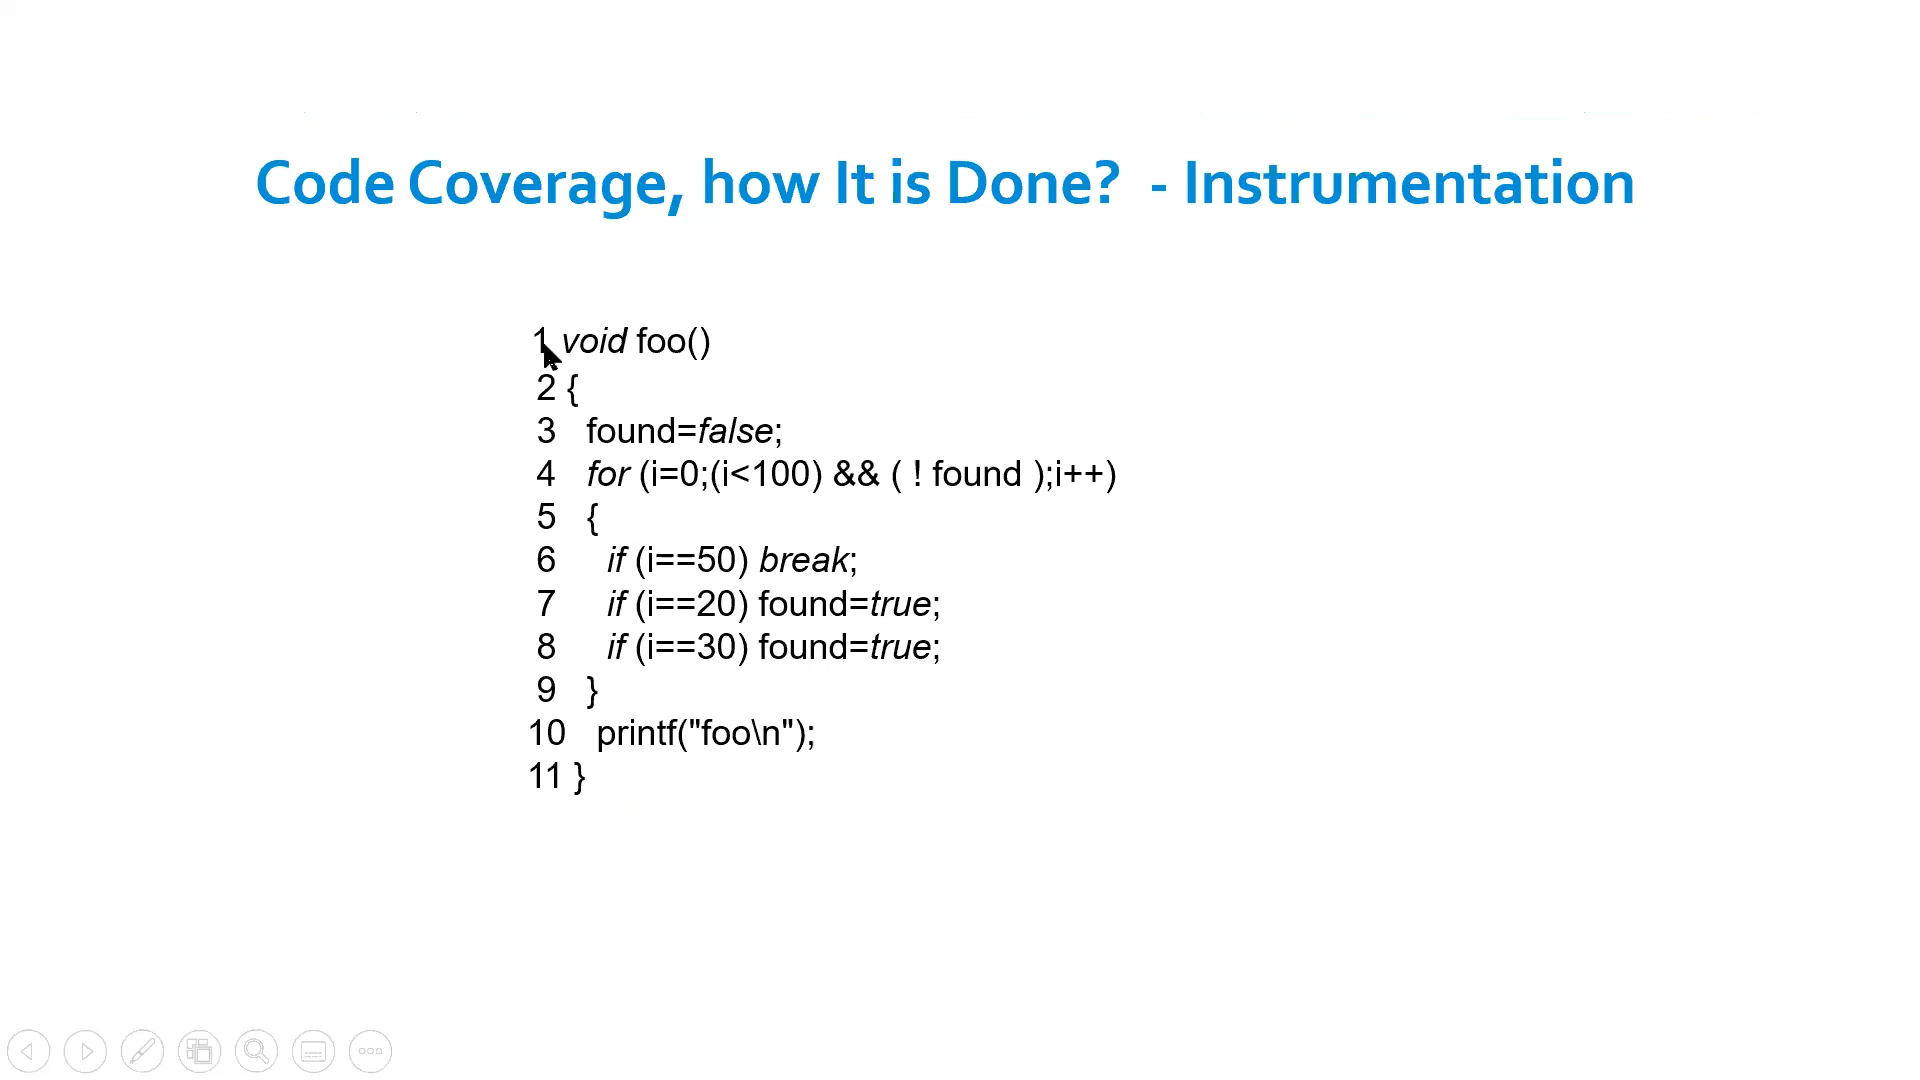 Code Coverage, how It is Done? - Instrumentation
1 void foo()
2 {
3 found=false;
4 for (i=0;(i<100) && ( ! found );i++)
5 {
6 if (i==50) break;
7 if (i==20) found=true;
8 if (i==30) found=true;
9 }
10 printf("foo\n");
11 }